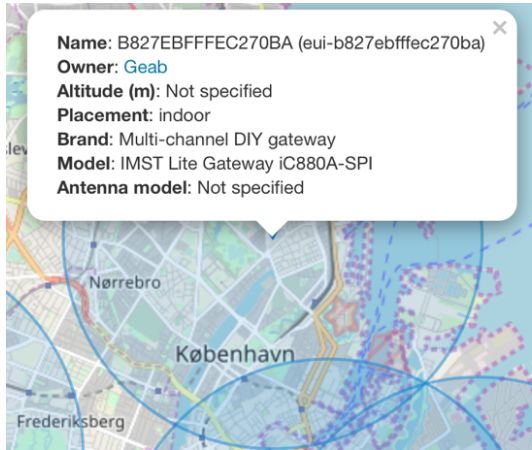 ×
Name: B827EBFFFEC270BA (eui-b827ebfffec270ba)
Owner: Geab
Altitude (m): Not specified
Placement: indoor
Brand: Multi-channel DIY gateway
Model: IMST Lite Gateway iC880A-SPI
Antenna model: Not specified
Nørrebro
København
Frederiksberg